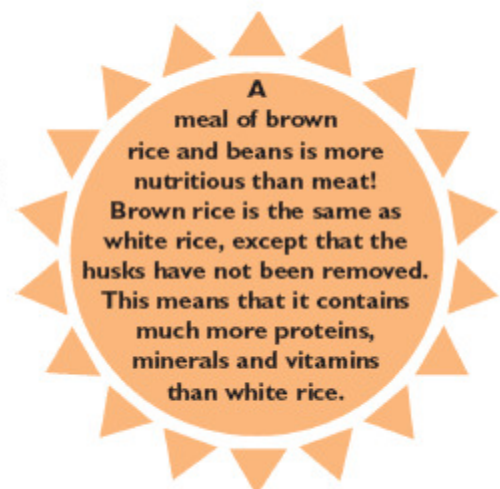 A
meal of brown
rice and beans is more
nutritious than meat!
Brown rice is the same as
white rice, except that the
husks have not been removed.
This means that it contains
much more proteins,
minerals and vitamins
than white rice.